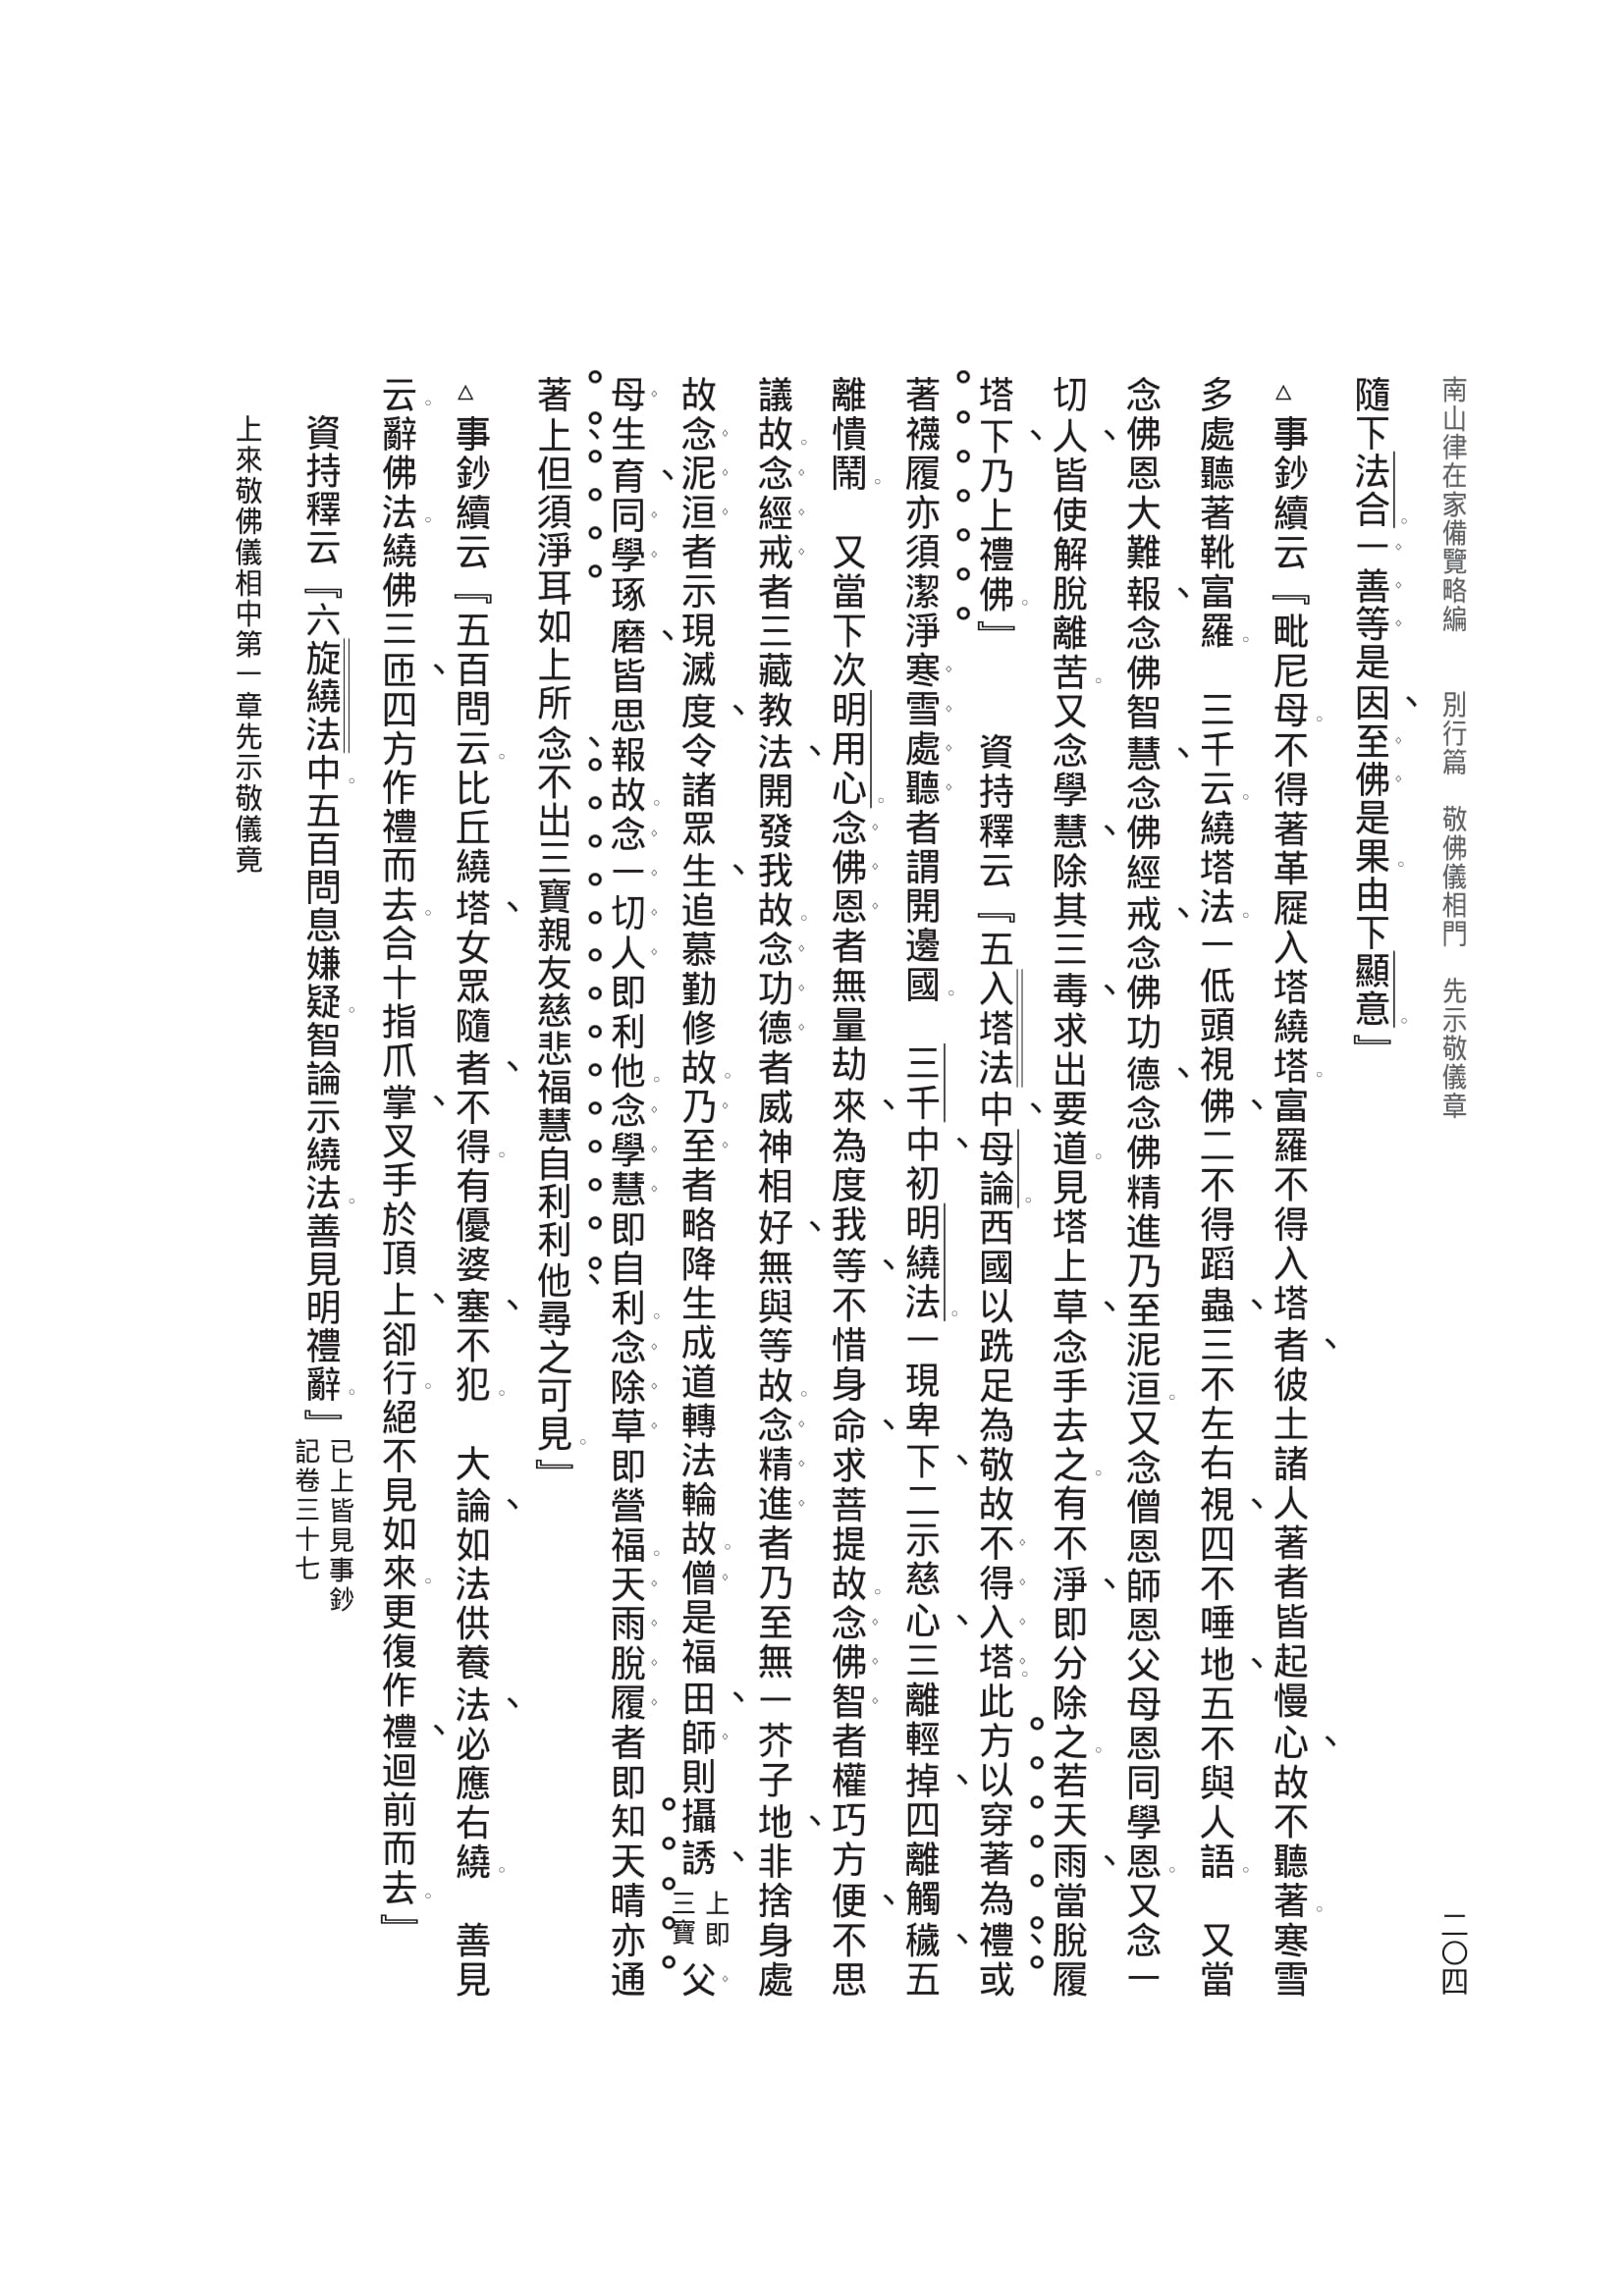 南山律在家備覽略編　　別行篇　敬佛儀相門　先示敬儀章　　二〇四
隨下法合。一善等是因、至佛是果。由下顯意。』
△事鈔續云『毗尼母。不得著革屣入塔繞塔。富羅不得入塔者、彼土諸人著者皆起慢心、故不聽著。寒雪
多處聽著靴富羅。　三千云。繞塔法。一低頭視佛、二不得蹈蟲、三不左右視、四不唾地、五不與人語。　又當
念佛恩大難報、念佛智慧、念佛經戒、念佛功德、念佛精進乃至泥洹。又念僧恩師恩父母恩同學恩。又念一
切人、皆使解脫離苦。又念學慧、除其三毒、求出要道。見塔上草、念手去之。有不淨、即分除之。若天雨、當脫履
塔下、乃上禮佛。』　　資持釋云『五入塔法中、母論。西國以跣足為敬故不得入塔。此方以穿著為禮、或
著襪履亦須潔淨。寒雪處聽者謂開邊國。　三千中、初明繞法。一現卑下、二示慈心、三離輕掉、四離觸穢、五
離憒鬧。　又當下次明用心。念佛恩者無量劫來、為度我等、不惜身命、求菩提故。念佛智者權巧方便、不思
議故。念經戒者三藏教法、開發我故。念功德者威神相好、無與等故。念精進者乃至無一芥子地、非捨身處
故念泥洹者示現滅度、令諸眾生、追慕勤修故。乃至者略降生成道轉法輪故。僧是福田、師則攝誘、上即三寶父
母生育、同學琢磨、皆思報故。念一切人即利他。念學慧即自利。念除草即營福。天雨脫履者即知天晴亦通
著上、但須淨耳。如上所念、不出三寶親友慈悲福慧自利利他、尋之可見。』
△事鈔續云『五百問云。比丘繞塔、女眾隨者、不得。有優婆塞、不犯。　大論、如法供養法、必應右繞。　善見
云。辭佛法。繞佛三匝、四方作禮而去。合十指爪掌、叉手於頂上、卻行。絕不見如來。更復作禮、迴前而去。』
資持釋云『六旋繞法中。五百問息嫌疑。智論示繞法。善見明禮辭。』已上皆見事鈔記卷三十七
上來敬佛儀相中第一章先示敬儀竟